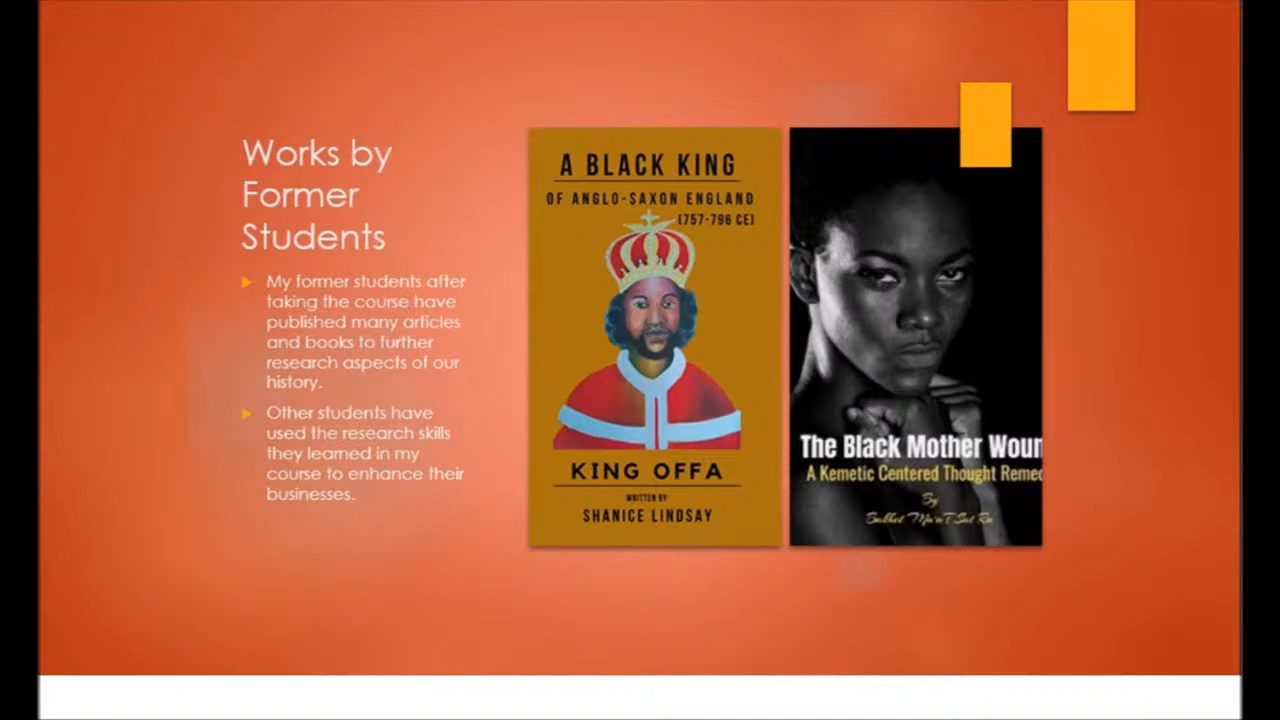 Works by
Former
Students
My former students after
taking the course have
published many articles
and books to further
research aspects of our
history.
Other students have
used the research skills
they learned in my
course to enhance their
businesses.
A BLACK KING
OF ANGLO-SAXON ENGLAND
(757-796 CE)
KING OFFA
WRITTEN BY
SHANICE LINDSAY
The Black Mother Woun
A Kemetic Centered Thought Remed
By